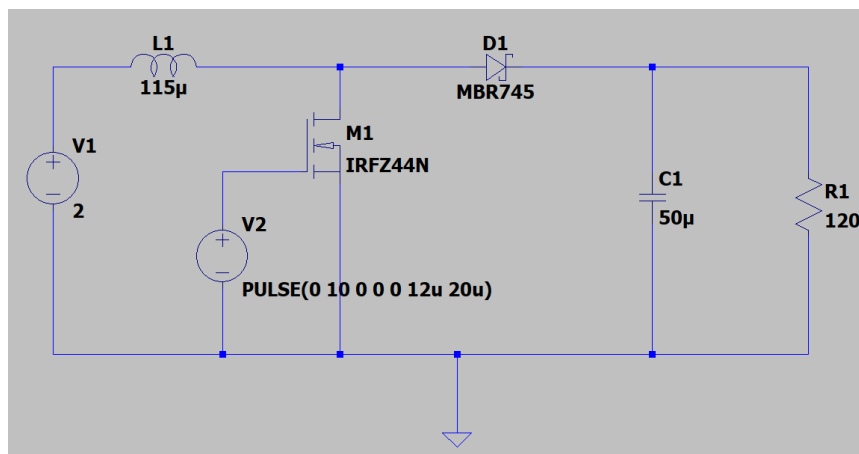 L1
115µ
D1
MBR745
V1
2
M1
IRFZ44N
V2
PULSE(0 10 0 0 0 12u 20u)
C1
50µ
R1
120